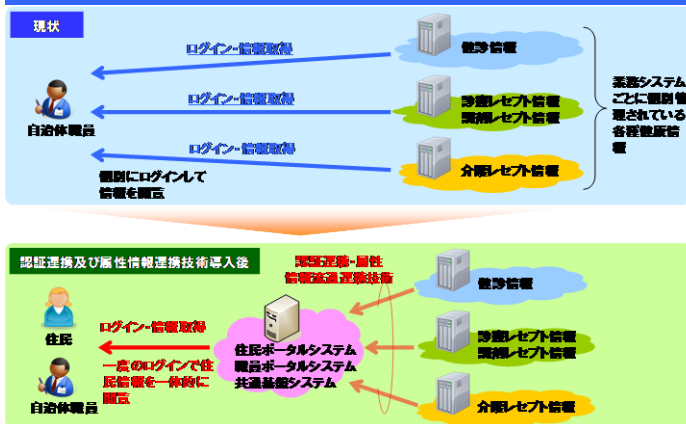 現状
ログイン・情報取得
健診情報
ログイン・情報取得
診療レセプト情報
調剤レセプト情報
自治体職員
ログイン・情報取得
介護レセプト情報
個別にログインして
情報を閲覧
業務システム
ごとに個別管
理されている
各種健康情
報
認証連携及び属性情報連携技術導入後
認証連携・属性
情報流通連携技術
健診情報
住民
ログイン・情報取得
一度のログインで住
民情報を一体的に
閲覧
自治体職員
住民ポータルシステム
職員ポータルシステム
共通基盤システム
診療レセプト情報
調剤レセプト情報
介護レセプト情報